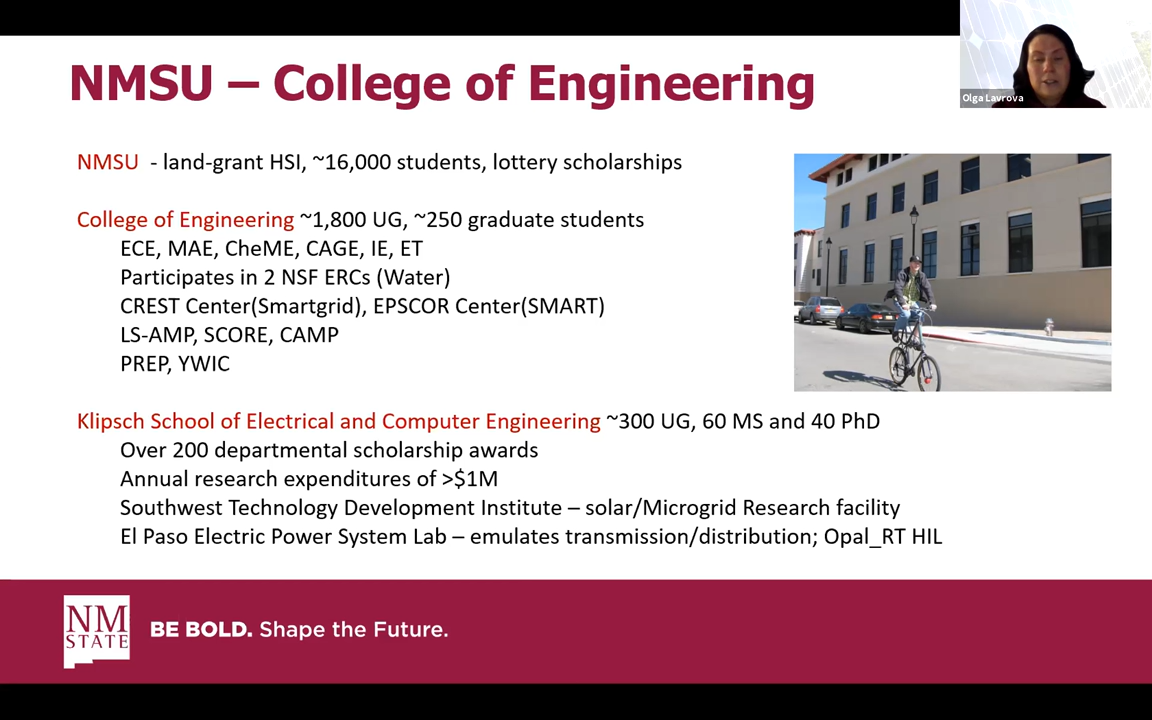 NMSU – College of Engineering
Olga Lavrova
NMSU - land-grant HSI, ~16,000 students, lottery scholarships
College of Engineering ~1,800 UG, ~250 graduate students
ECE, MAE, CheME, CAGE, IE, ET
Participates in 2 NSF ERCs (Water)
CREST Center(Smartgrid), EPSCOR Center(SMART)
LS-AMP, SCORE, CAMP
PREP, YWIC
Klipsch School of Electrical and Computer Engineering ~300 UG, 60 MS and 40 PhD
Over 200 departmental scholarship awards
Annual research expenditures of >$1M
Southwest Technology Development Institute – solar/Microgrid Research facility
El Paso Electric Power System Lab – emulates transmission/distribution; Opal_RT HIL
NM
STATE
BE BOLD. Shape the Future.